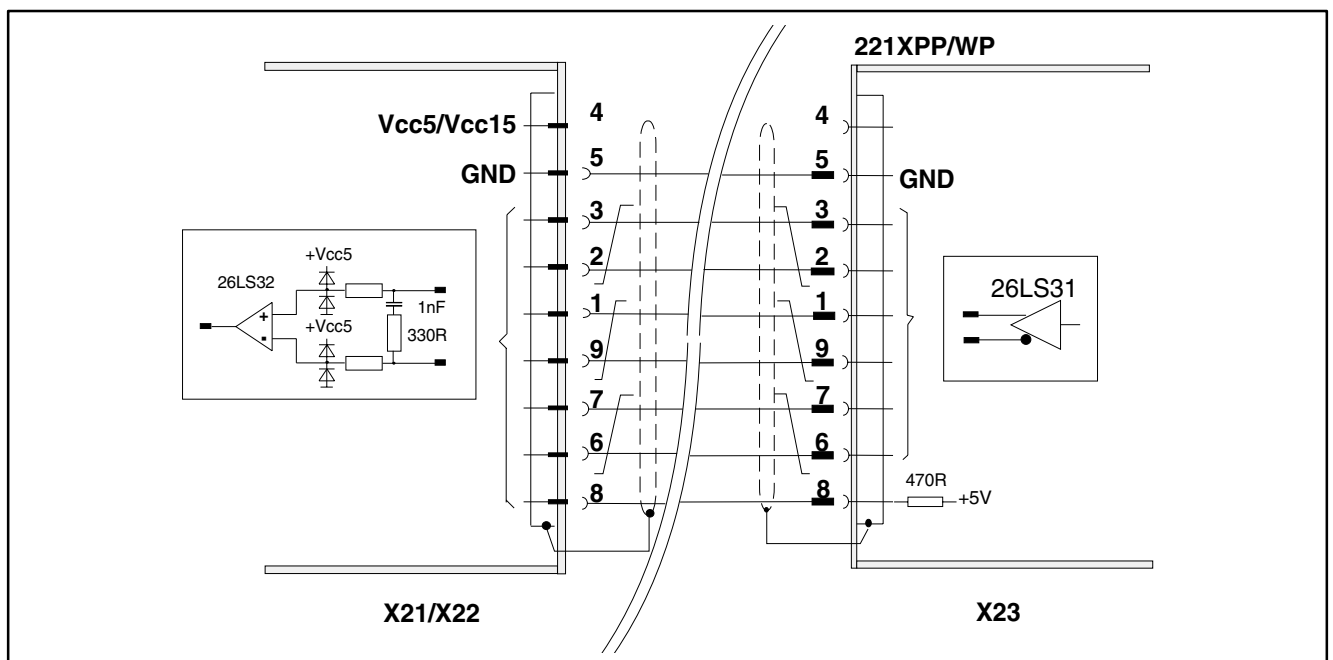 221XPP/WP
Vcc5/Vcc15
4
4
GND
5
5
GND
3
3
2
2
1
1
9
9
7
7
6
6
8
8
+Vcc5
26LS32
+
1nF
+Vcc5
330R
-
26LS31
470R
+5V
X21/X22
X23